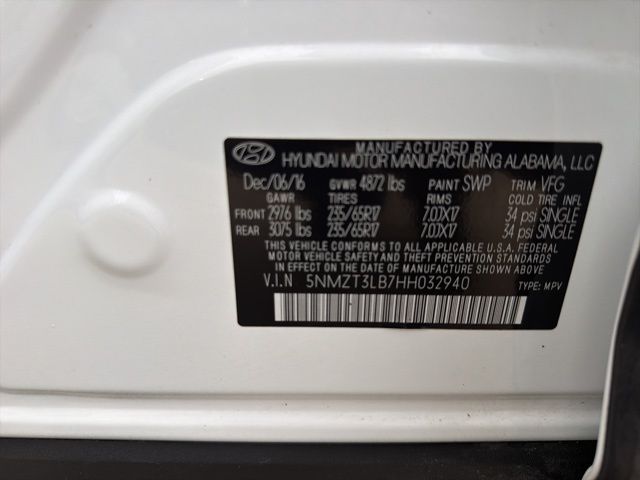 MANUFACTURED BY
HYUNDAI MOTOR MANUFACTURING ALABAMA, LLC
Dec/06/16 GVWR 4872 lbs PAINT SWP TRIM VFG
GAWR TIRES RIMS COLD TIRE INFL
FRONT 2976 lbs 235/65R17 7.0JX17 34 psi SINGLE
REAR 3075 lbs 235/65R17 7.0JX17 34 psi SINGLE
THIS VEHICLE CONFORMS TO ALL APPLICABLE U.S.A. FEDERAL
MOTOR VEHICLE SAFETY AND THEFT PREVENTION STANDARDS
IN EFFECT ON THE DATE OF MANUFACTURE SHOWN ABOVE.
V.I.N 5NMZT3LB7HH032940 TYPE: MPV